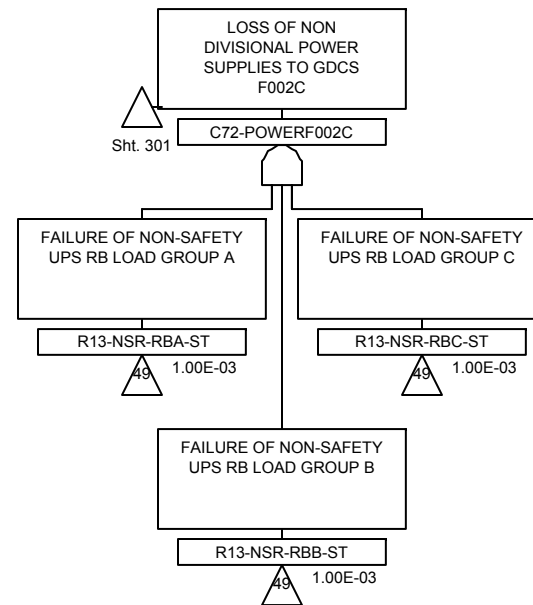 LOSS OF NON
DIVISIONAL POWER
SUPPLIES TO GDCS
F002C
Sht. 301
C72-POWERF002C
FAILURE OF NON-SAFETY
UPS RB LOAD GROUP A
R13-NSR-RBA-ST
49
1.00E-03
FAILURE OF NON-SAFETY
UPS RB LOAD GROUP C
R13-NSR-RBC-ST
49
1.00E-03
FAILURE OF NON-SAFETY
UPS RB LOAD GROUP B
R13-NSR-RBB-ST
49
1.00E-03